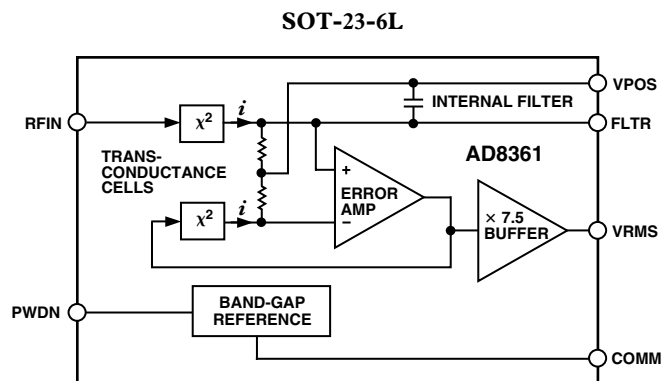 SOT-23-6L
VPOS
RFIN
χ²
i
INTERNAL FILTER
FLTR
TRANS-
CONDUCTANCE
CELLS
AD8361
+
ERROR
AMP
−
χ²
i
× 7.5
BUFFER
VRMS
PWDN
BAND-GAP
REFERENCE
COMM